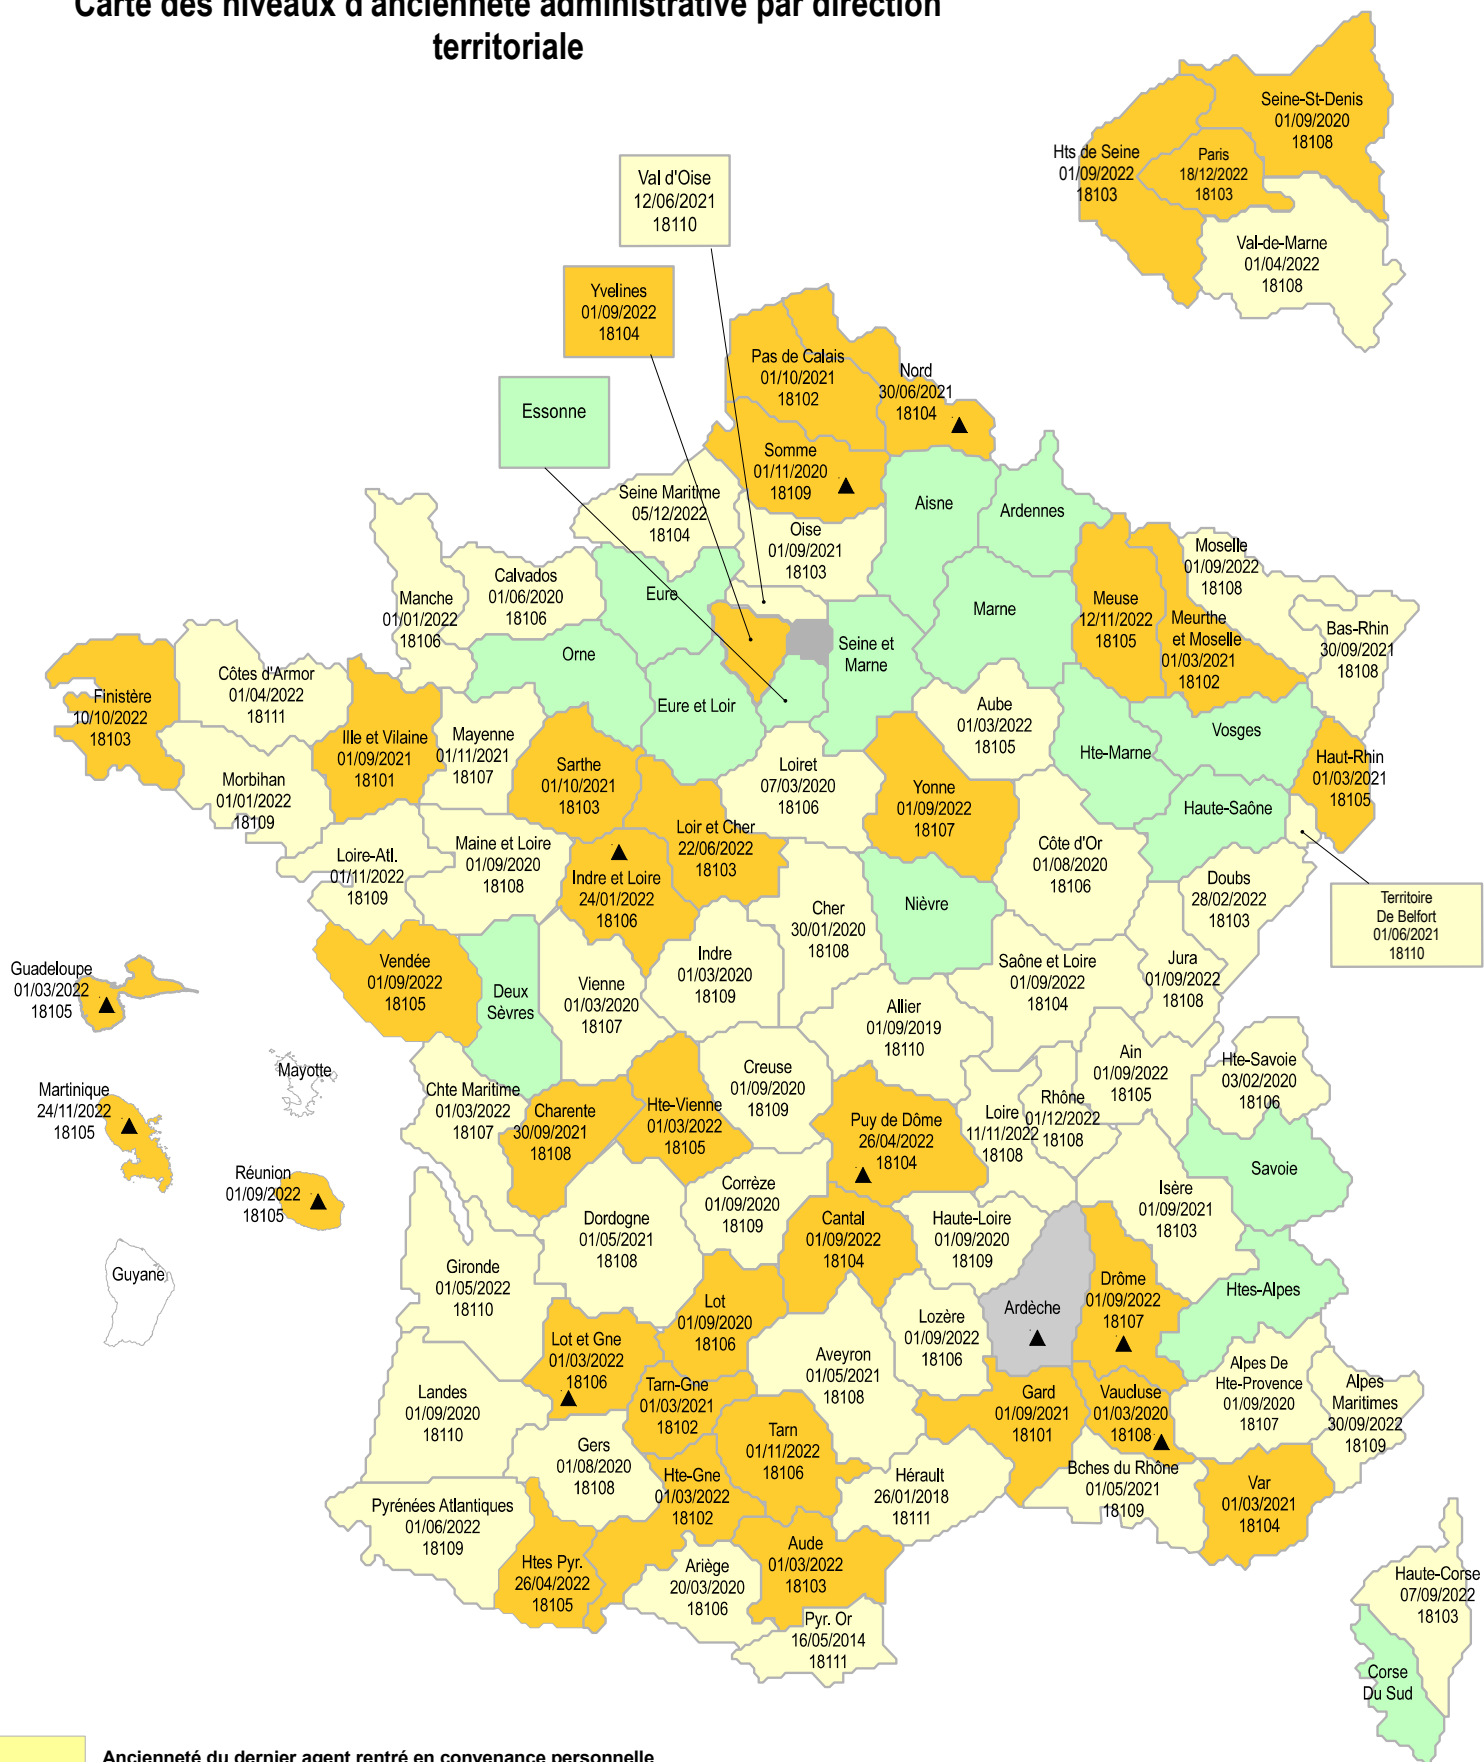 Carte des niveaux d'ancienneté administrative par direction
territoriale
Seine-St-Denis
01/09/2020
18108
Hts de Seine
01/09/2022
18103
Paris
18/12/2022
18103
Val-de-Marne
01/04/2022
18108
Val d'Oise
12/06/2021
18110
Yvelines
01/09/2022
18104
Essonne
Pas de Calais
01/10/2021
18102
Nord
30/06/2021
18104
Somme
01/11/2020
18109
Seine Maritime
05/12/2022
18104
Oise
01/09/2021
18103
Aisne
Ardennes
Moselle
01/09/2022
18108
Manche
01/01/2022
18106
Calvados
01/06/2020
18106
Eure
Marne
Meuse
12/11/2022
18105
Meurthe
et Moselle
01/03/2021
18102
Bas-Rhin
30/09/2021
18108
Orne
Seine et
Marne
Finistère
10/10/2022
18103
Côtes d'Armor
01/04/2022
18111
Eure et Loir
Ille et Vilaine
01/09/2021
18101
Mayenne
01/11/2021
18107
Aube
01/03/2022
18105
Hte-Marne
Vosges
Haut-Rhin
01/03/2021
18105
Morbihan
01/01/2022
18109
Sarthe
01/10/2021
18103
Loiret
07/03/2020
18106
Yonne
01/09/2022
18107
Haute-Saône
Loir et Cher
22/06/2022
18103
Maine et Loire
01/09/2020
18108
Loire-Atl.
01/11/2022
18109
Indre et Loire
24/01/2022
18106
Côte d'Or
01/08/2020
18106
Doubs
28/02/2022
18103
Territoire
De Belfort
01/06/2021
18110
Nièvre
Cher
30/01/2020
18108
Vendée
01/09/2022
18105
Indre
01/03/2020
18109
Saône et Loire
01/09/2022
18104
Jura
01/09/2022
18108
Guadeloupe
01/03/2022
18105
Deux
Sèvres
Vienne
01/03/2020
18107
Allier
01/09/2019
18110
Mayotte
Ain
01/09/2022
18105
Hte-Savoie
03/02/2020
18106
Creuse
01/09/2020
18109
Martinique
24/11/2022
18105
Chte Maritime
01/03/2022
18107
Charente
30/09/2021
18108
Hte-Vienne
01/03/2022
18105
Puy de Dôme
26/04/2022
18104
Loire
11/11/2022
18108
Rhône
01/12/2022
18108
Savoie
Réunion
01/09/2022
18105
Corrèze
01/09/2020
18109
Isère
01/09/2021
18103
Dordogne
01/05/2021
18108
Cantal
01/09/2022
18104
Haute-Loire
01/09/2020
18109
Guyane
Gironde
01/05/2022
18110
Drôme
01/09/2022
18107
Htes-Alpes
Lot
01/09/2020
18106
Lozère
01/09/2022
18106
Ardèche
Lot et Gne
01/03/2022
18106
Aveyron
01/05/2021
18108
Alpes De
Hte-Provence
01/09/2020
18107
Alpes
Maritimes
30/09/2022
18109
Landes
01/09/2020
18110
Tarn-Gne
01/03/2021
18102
Gard
01/09/2021
18101
Vaucluse
01/03/2020
18108
Tarn
01/11/2022
18106
Gers
01/08/2020
18108
Hte-Gne
01/03/2022
18102
Hérault
26/01/2018
18111
Bches du Rhône
01/05/2021
18109
Var
01/03/2021
18104
Pyrénées Atlantiques
01/06/2022
18109
Htes Pyr.
26/04/2022
18105
Aude
01/03/2022
18103
Ariège
20/03/2020
18106
Pyr. Or
16/05/2014
18111
Haute-Corse
07/09/2022
18103
Corse
Du Sud
Ancienneté du dernier agent rentré en convenance personnelle